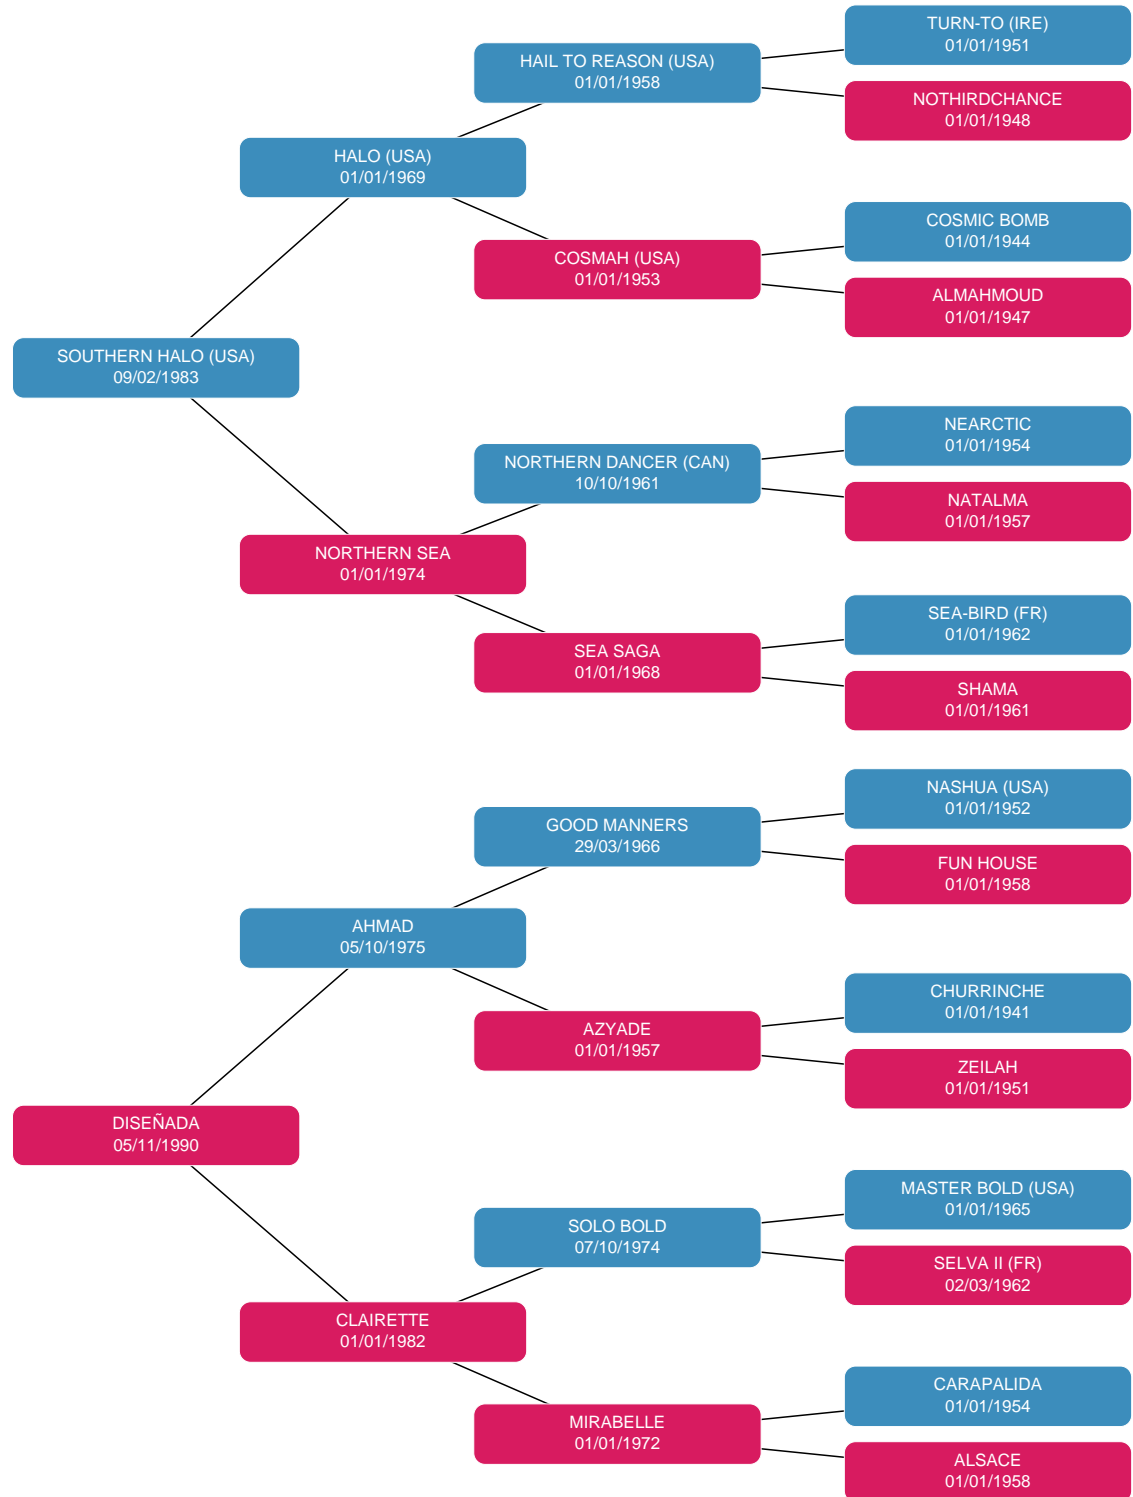 TURN-TO (IRE)
01/01/1951
HAIL TO REASON (USA)
01/01/1958
NOTHIRDCHANCE
01/01/1948
HALO (USA)
01/01/1969
COSMIC BOMB
01/01/1944
COSMAH (USA)
01/01/1953
ALMAHMOUD
01/01/1947
SOUTHERN HALO (USA)
09/02/1983
NEARCTIC
01/01/1954
NORTHERN DANCER (CAN)
10/10/1961
NATALMA
01/01/1957
NORTHERN SEA
01/01/1974
SEA-BIRD (FR)
01/01/1962
SEA SAGA
01/01/1968
SHAMA
01/01/1961
NASHUA (USA)
01/01/1952
GOOD MANNERS
29/03/1966
FUN HOUSE
01/01/1958
AHMAD
05/10/1975
CHURRINCHE
01/01/1941
AZYADE
01/01/1957
ZEILAH
01/01/1951
DISEÑADA
05/11/1990
MASTER BOLD (USA)
01/01/1965
SOLO BOLD
07/10/1974
SELVA II (FR)
02/03/1962
CLAIRETTE
01/01/1982
CARAPALIDA
01/01/1954
MIRABELLE
01/01/1972
ALSACE
01/01/1958